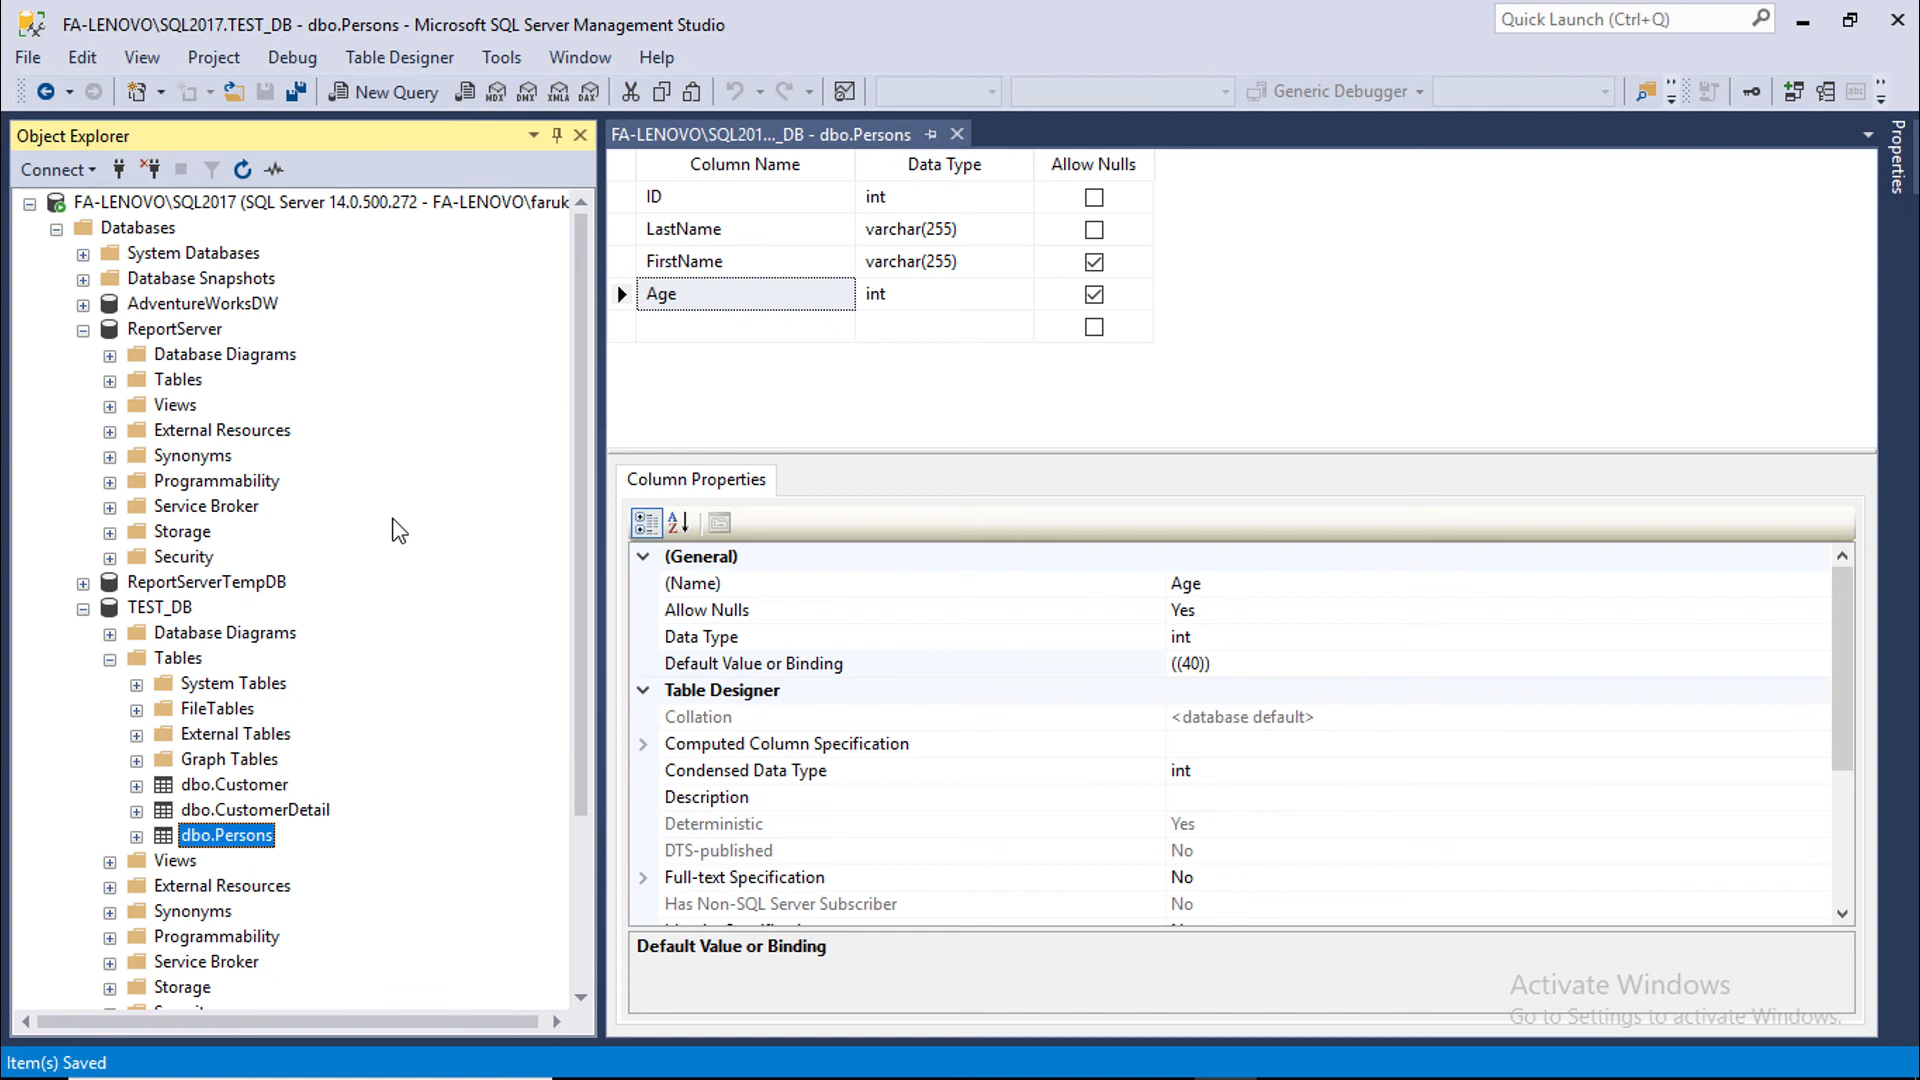 FA-LENOVO\SQL2017.TEST_DB - dbo.Persons - Microsoft SQL Server Management Studio
Quick Launch (Ctrl+Q)
File Edit View Project Debug Table Designer Tools Window Help
New Query MDX DMX XMLA DAX Generic Debugger
Object Explorer
Connect
FA-LENOVO\SQL2017 (SQL Server 14.0.500.272 - FA-LENOVO\faruk
Databases
System Databases
Database Snapshots
AdventureWorksDW
ReportServer
Database Diagrams
Tables
Views
External Resources
Synonyms
Programmability
Service Broker
Storage
Security
ReportServerTempDB
TEST_DB
Database Diagrams
Tables
System Tables
FileTables
External Tables
Graph Tables
dbo.Customer
dbo.CustomerDetail
dbo.Persons
Views
External Resources
Synonyms
Programmability
Service Broker
Storage
FA-LENOVO\SQL201..._DB - dbo.Persons
Column Name Data Type Allow Nulls
ID int
LastName varchar(255)
FirstName varchar(255)
Age int
Column Properties
(General)
(Name) Age
Allow Nulls Yes
Data Type int
Default Value or Binding ((40))
Table Designer
Collation <database default>
Computed Column Specification
Condensed Data Type int
Description
Deterministic Yes
DTS-published No
Full-text Specification No
Has Non-SQL Server Subscriber No
Default Value or Binding
Properties
Activate Windows
Go to Settings to activate Windows.
Item(s) Saved